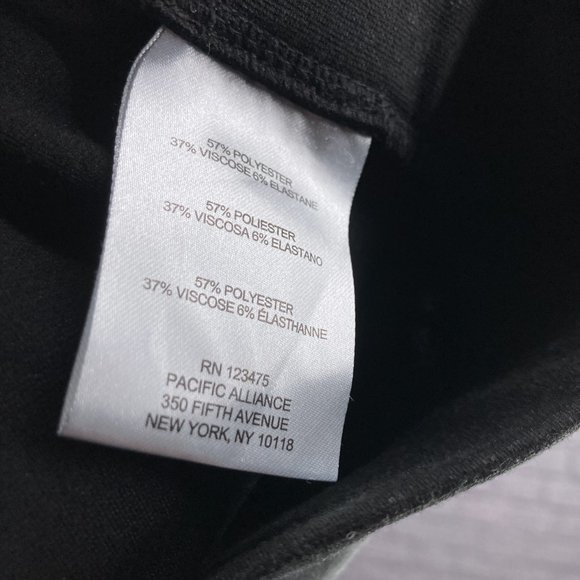 57% POLYESTER
37% VISCOSE 6% ELASTANE
57% POLIESTER
37% VISCOSA 6% ELASTANO
57% POLYESTER
37% VISCOSE 6% ÉLASTHANNE
RN 123475
PACIFIC ALLIANCE
350 FIFTH AVENUE
NEW YORK, NY 10118